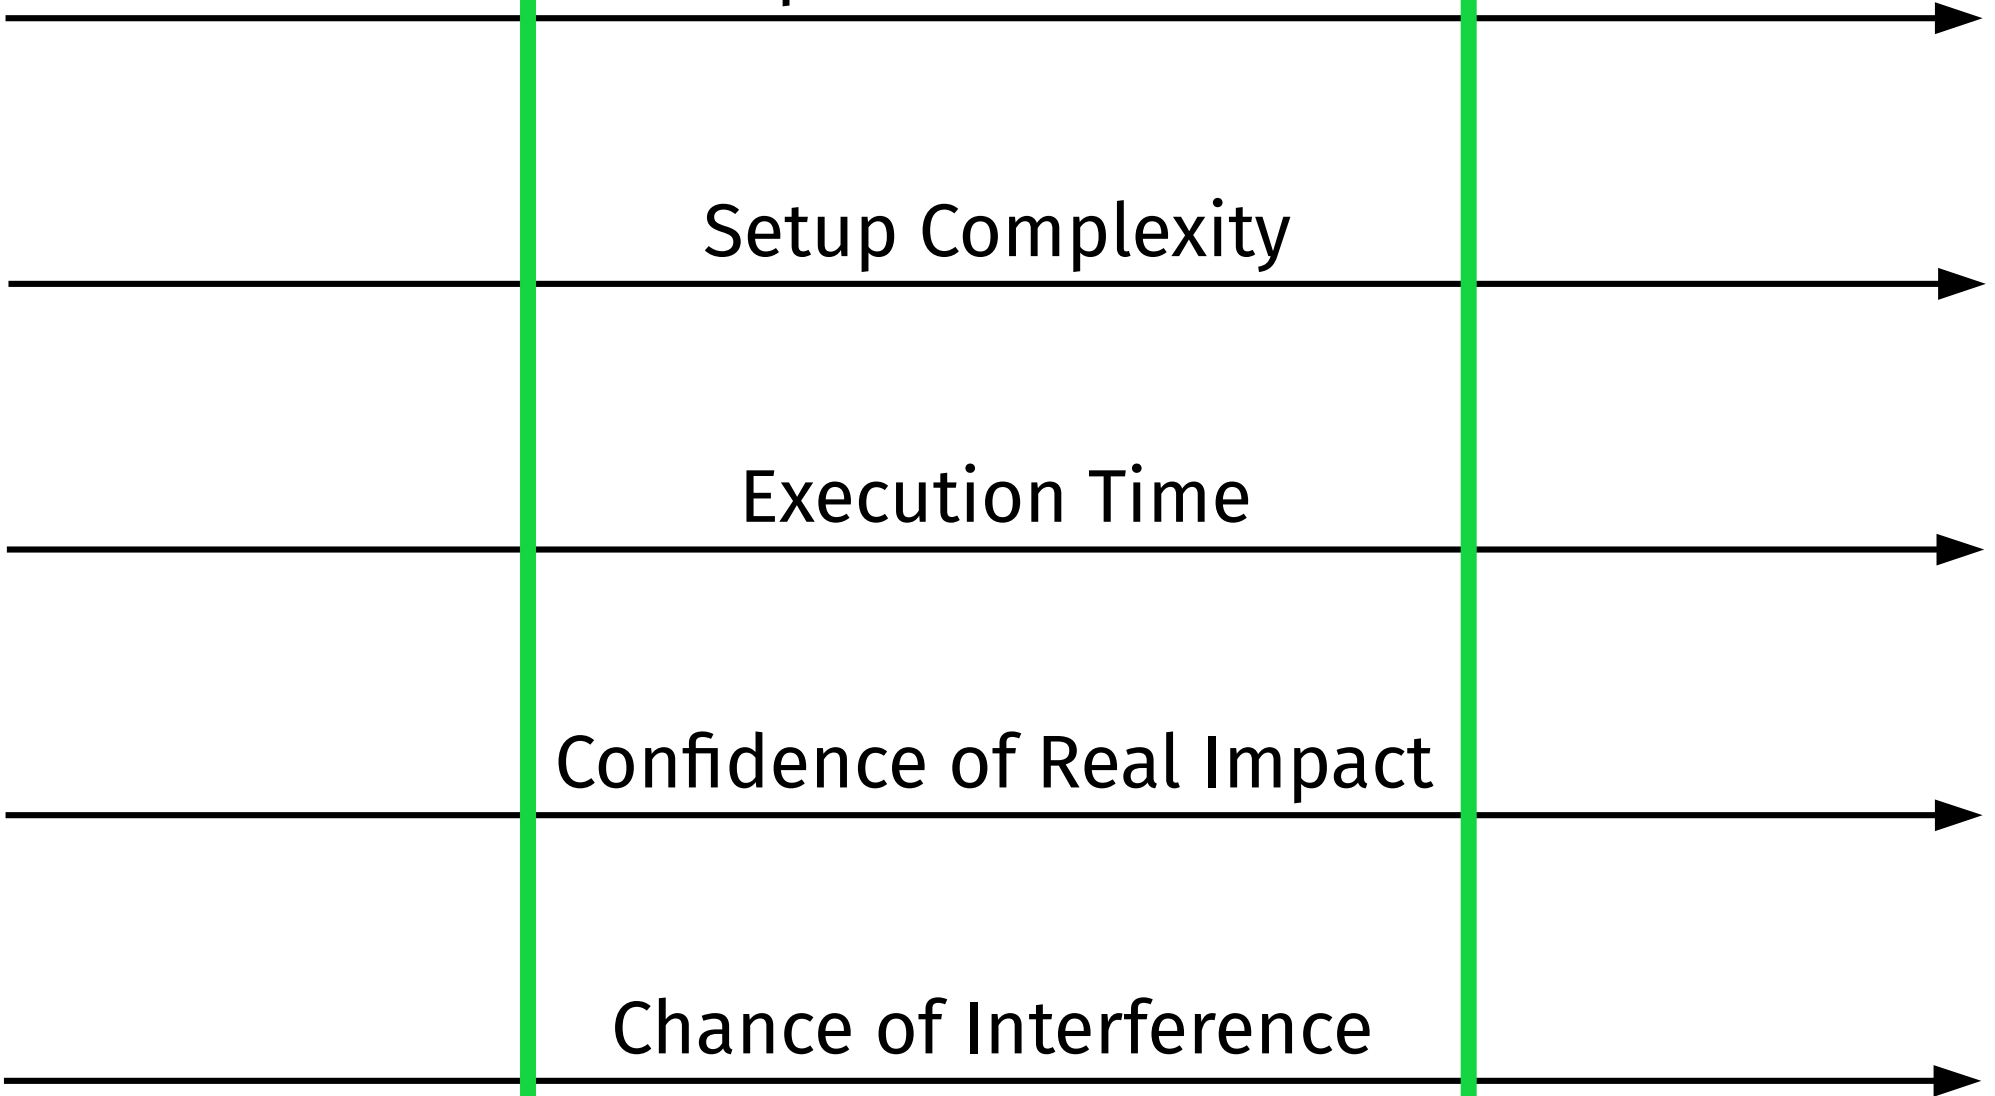 Setup Complexity
Execution Time
Confidence of Real Impact
Chance of Interference